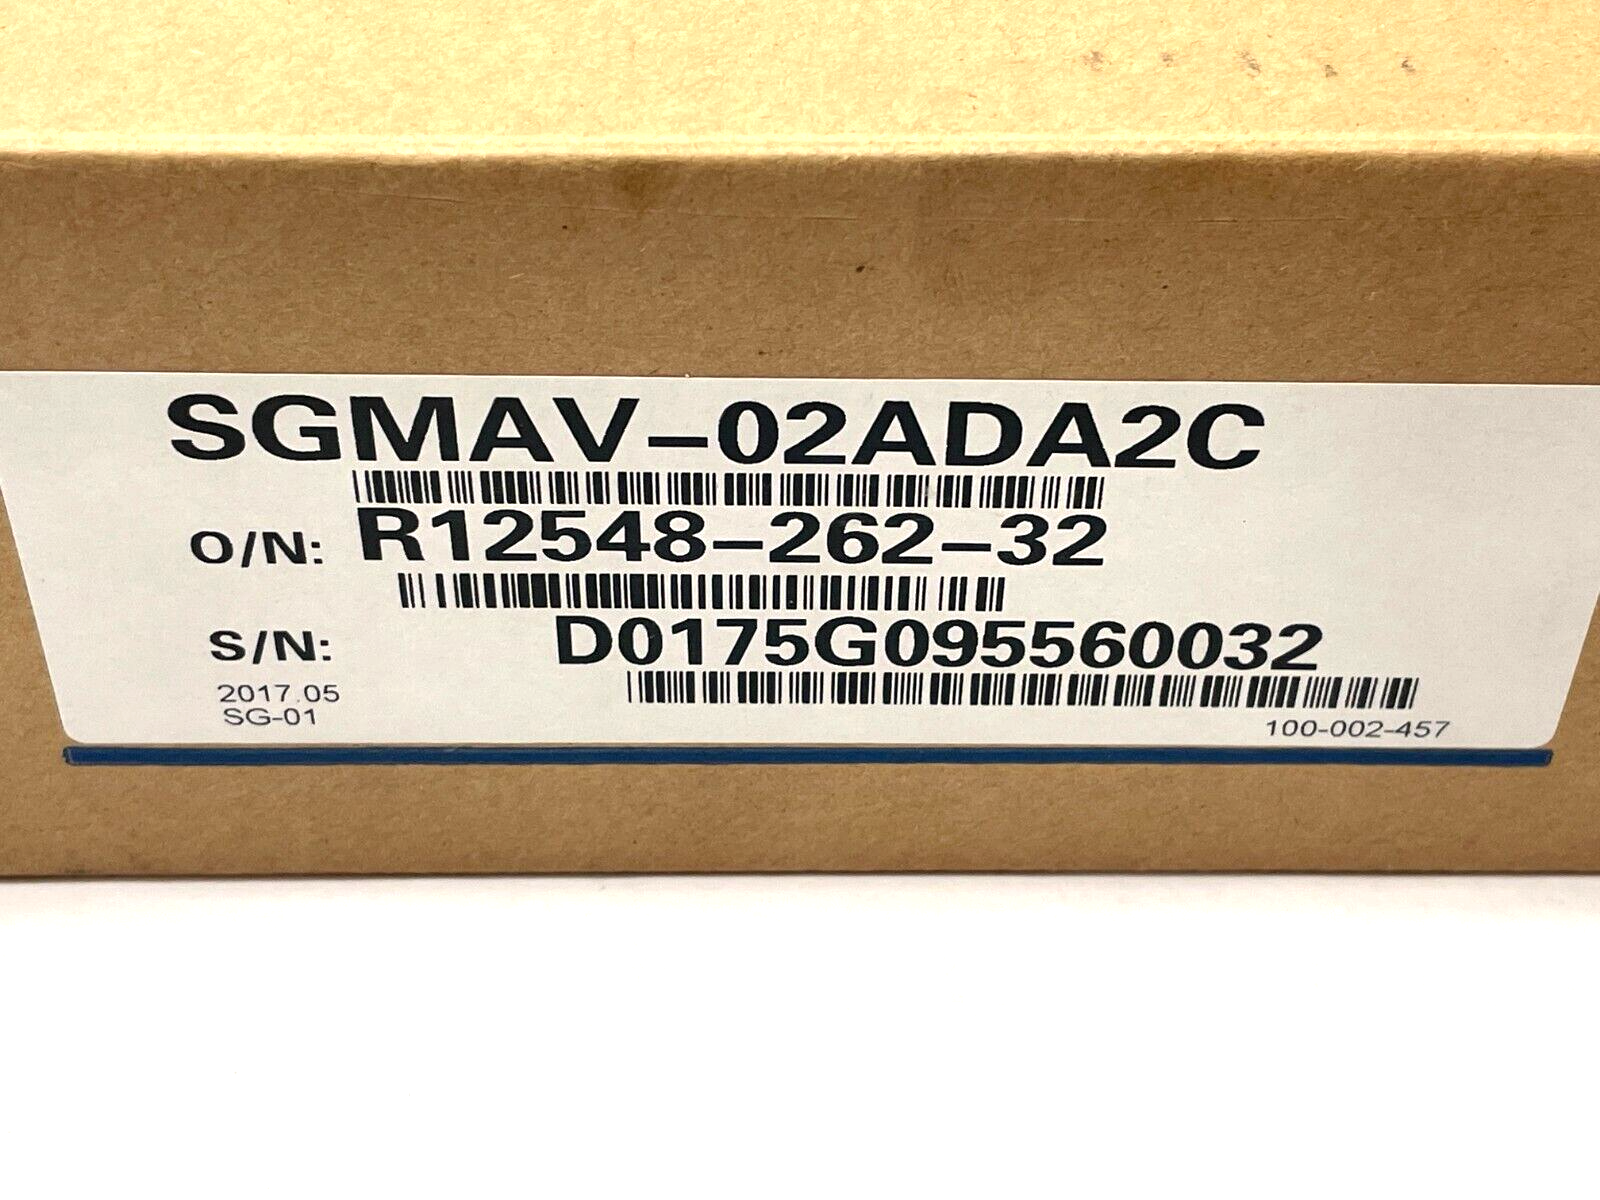 SGMAV-02ADA2C
O/N: R12548-262-32
S/N: D0175G095560032
2017.05
SG-01
100-002-457